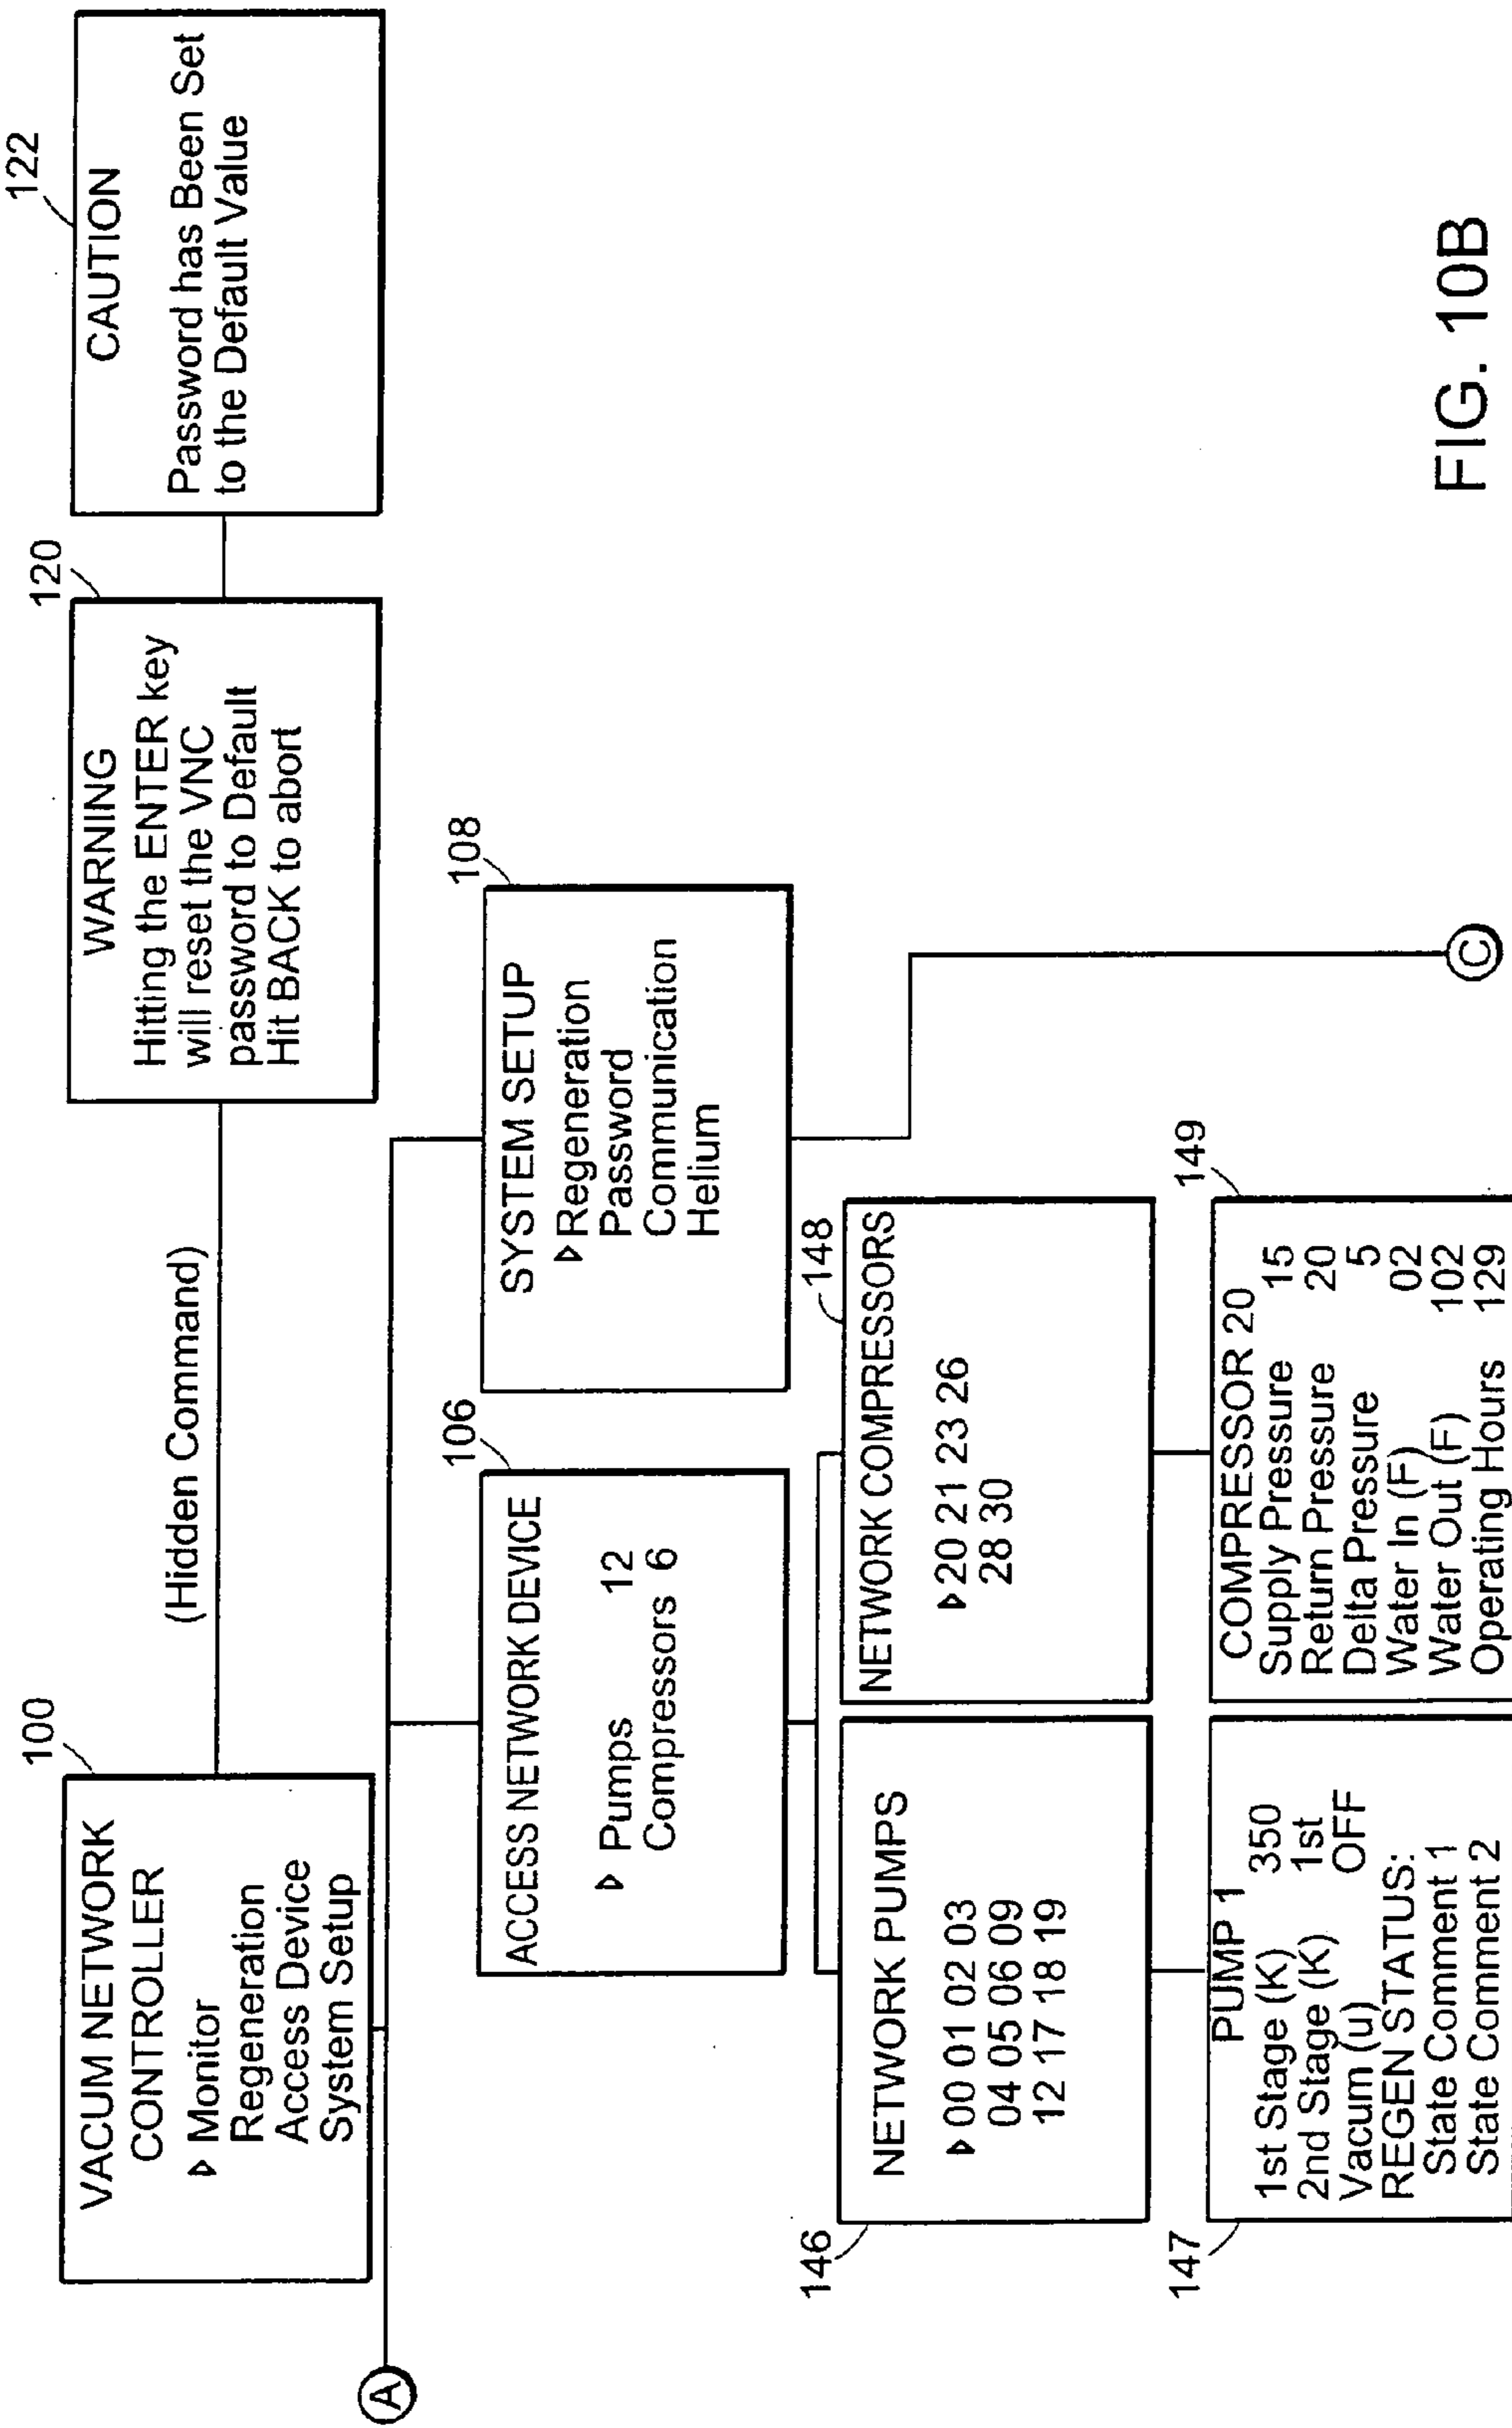 100
VACUM NETWORK
CONTROLLER
▹ Monitor
Regeneration
Access Device
System Setup
(Hidden Command)
120
WARNING
Hitting the ENTER key
will reset the VNC
password to Default
Hit BACK to abort
122
CAUTION
Password has Been Set
to the Default Value
A
106
ACCESS NETWORK DEVICE
▹ Pumps 12
Compressors 6
108
SYSTEM SETUP
▹ Regeneration
Password
Communication
Helium
146
NETWORK PUMPS
▹ 00 01 02 03
04 05 06 09
12 17 18 19
148
NETWORK COMPRESSORS
▹ 20 21 23 26
28 30
147
PUMP 1
1st Stage (K) 350
2nd Stage (K) 1st
Vacum (u) OFF
REGEN STATUS:
State Comment 1
State Comment 2
149
COMPRESSOR 20
Supply Pressure 15
Return Pressure 20
Delta Pressure 5
Water In (F) 02
Water Out (F) 102
Operating Hours 129
C
FIG. 10B